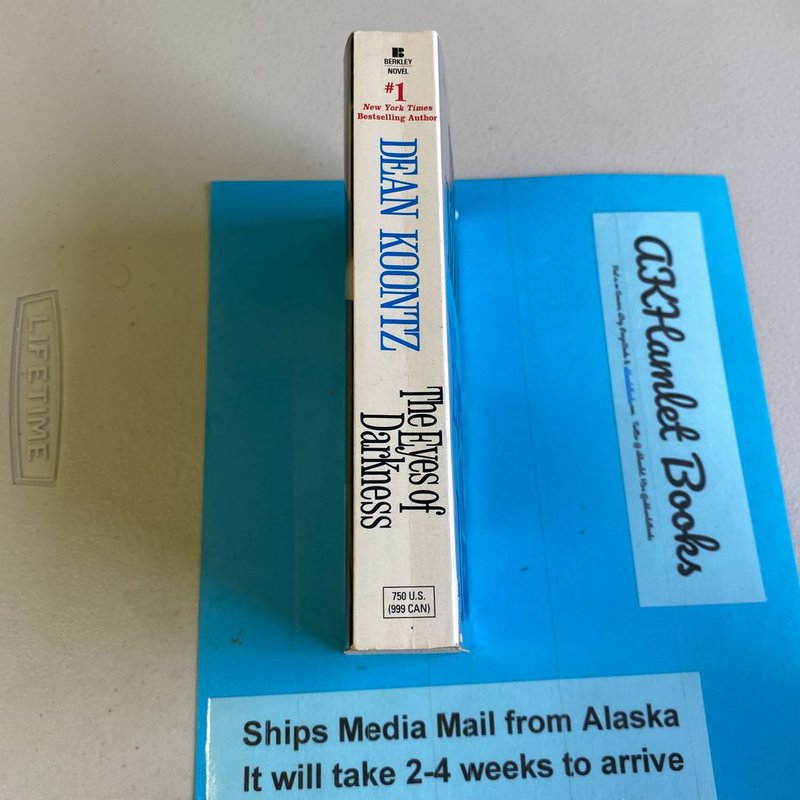 BERKLEY
NOVEL
#1
New York Times
Bestselling Author
DEAN KOONTZ
The Eyes of
Darkness
750 U.S.
(999 CAN)
LIFETIME
AKHamlet Books
Ships Media Mail from Alaska
It will take 2-4 weeks to arrive